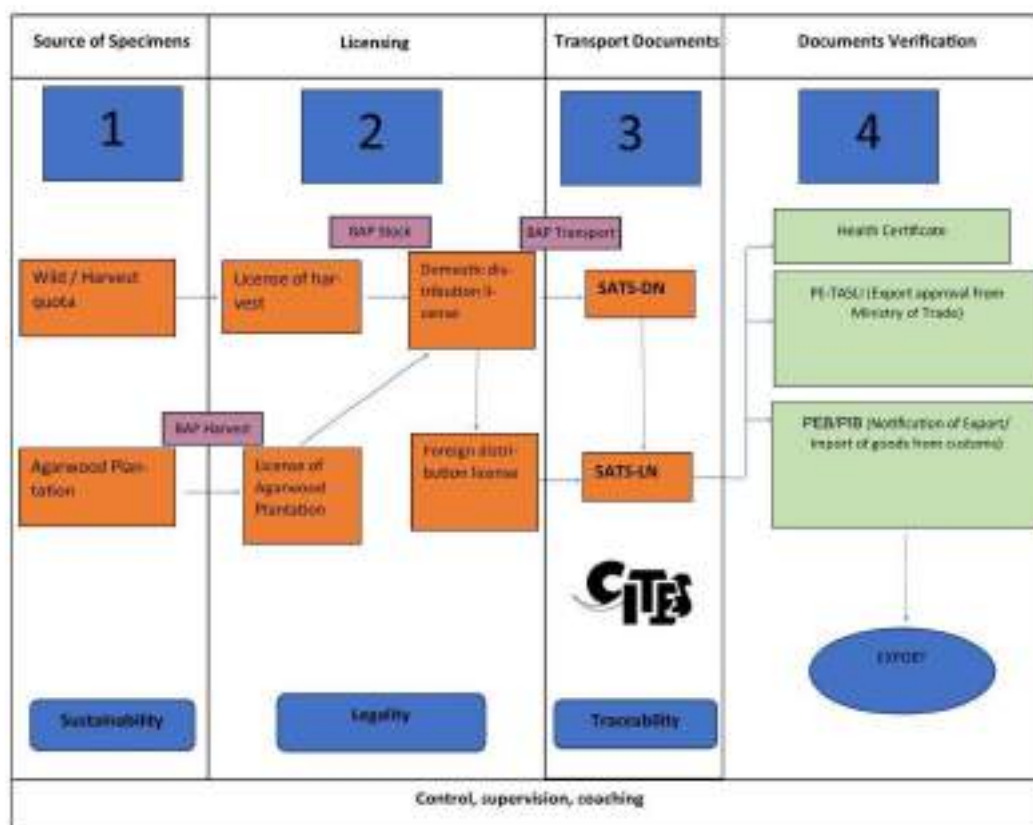 Source of Specimens
Licensing
Transport Documents
Documents Verification
1
2
3
4
BAP Stock
BAP Transport
Health Certificate
Wild / Harvest
quota
License of har-
vest
Domestic dis-
tribution li-
cense
SATS-DN
PE-TASL/ (Export approval from
Ministry of Trade)
BAP Harvest
Agarwood Plan-
tation
License of
Agarwood
Plantation
Foreign distri-
bution license
SATS-LN
PEB/PIB (Notification of Export/
Import of goods from customs)
CITES
EXPORT
Sustainability
Legality
Traceability
Control, supervision, coaching